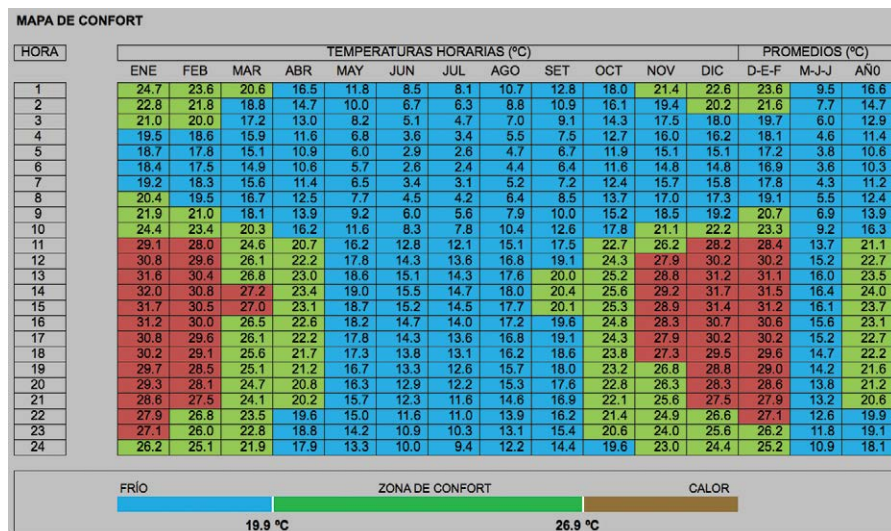 MAPA DE CONFORT
HORA TEMPERATURAS HORARIAS (ºC) PROMEDIOS (ºC)
ENE FEB MAR ABR MAY JUN JUL AGO SET OCT NOV DIC D-E-F M-J-J AÑ0
1 24.7 23.6 20.6 16.5 11.8 8.5 8.1 10.7 12.8 18.0 21.4 22.6 23.6 9.5 16.6
2 22.8 21.8 18.8 14.7 10.0 6.7 6.3 8.8 10.9 16.1 19.4 20.2 21.6 7.7 14.7
3 21.0 20.0 17.2 13.0 8.2 5.1 4.7 7.0 9.1 14.3 17.5 18.0 19.7 6.0 12.9
4 19.5 18.6 15.9 11.6 6.8 3.6 3.4 5.5 7.5 12.7 16.0 16.2 18.1 4.6 11.4
5 18.7 17.8 15.1 10.9 6.0 2.9 2.6 4.7 6.7 11.9 15.1 15.1 17.2 3.8 10.6
6 18.4 17.5 14.9 10.6 5.7 2.6 2.4 4.4 6.4 11.6 14.8 14.8 16.9 3.6 10.3
7 19.2 18.3 15.6 11.4 6.5 3.4 3.1 5.2 7.2 12.4 15.7 15.8 17.8 4.3 11.2
8 20.4 19.5 16.7 12.5 7.7 4.5 4.2 6.4 8.5 13.7 17.0 17.3 19.1 5.5 12.4
9 21.9 21.0 18.1 13.9 9.2 6.0 5.6 7.9 10.0 15.2 18.5 19.2 20.7 6.9 13.9
10 24.4 23.4 20.3 16.2 11.6 8.3 7.8 10.4 12.6 17.8 21.1 22.2 23.3 9.2 16.3
11 29.1 28.0 24.6 20.7 16.2 12.8 12.1 15.1 17.5 22.7 26.2 28.2 28.4 13.7 21.1
12 30.8 29.6 26.1 22.2 17.8 14.3 13.6 16.8 19.1 24.3 27.9 30.2 30.2 15.2 22.7
13 31.6 30.4 26.8 23.0 18.6 15.1 14.3 17.6 20.0 25.2 28.8 31.2 31.1 16.0 23.5
14 32.0 30.8 27.2 23.4 19.0 15.5 14.7 18.0 20.4 25.6 29.2 31.7 31.5 16.4 24.0
15 31.7 30.5 27.0 23.1 18.7 15.2 14.5 17.7 20.1 25.3 28.9 31.4 31.2 16.1 23.7
16 31.2 30.0 26.5 22.6 18.2 14.7 14.0 17.2 19.6 24.8 28.3 30.7 30.6 15.6 23.1
17 30.8 29.6 26.1 22.2 17.8 14.3 13.6 16.8 19.1 24.3 27.9 30.2 30.2 15.2 22.7
18 30.2 29.1 25.6 21.7 17.3 13.8 13.1 16.2 18.6 23.8 27.3 29.5 29.6 14.7 22.2
19 29.7 28.5 25.1 21.2 16.7 13.3 12.6 15.7 18.0 23.2 26.8 28.8 29.0 14.2 21.6
20 29.3 28.1 24.7 20.8 16.3 12.9 12.2 15.3 17.6 22.8 26.3 28.3 28.6 13.8 21.2
21 28.6 27.5 24.1 20.2 15.7 12.3 11.6 14.6 16.9 22.1 25.6 27.5 27.9 13.2 20.6
22 27.9 26.8 23.5 19.6 15.0 11.6 11.0 13.9 16.2 21.4 24.9 26.6 27.1 12.6 19.9
23 27.1 26.0 22.8 18.8 14.2 10.9 10.3 13.1 15.4 20.6 24.0 25.6 26.2 11.8 19.1
24 26.2 25.1 21.9 17.9 13.3 10.0 9.4 12.2 14.4 19.6 23.0 24.4 25.2 10.9 18.1
FRÍO ZONA DE CONFORT CALOR
19.9 ºC 26.9 ºC